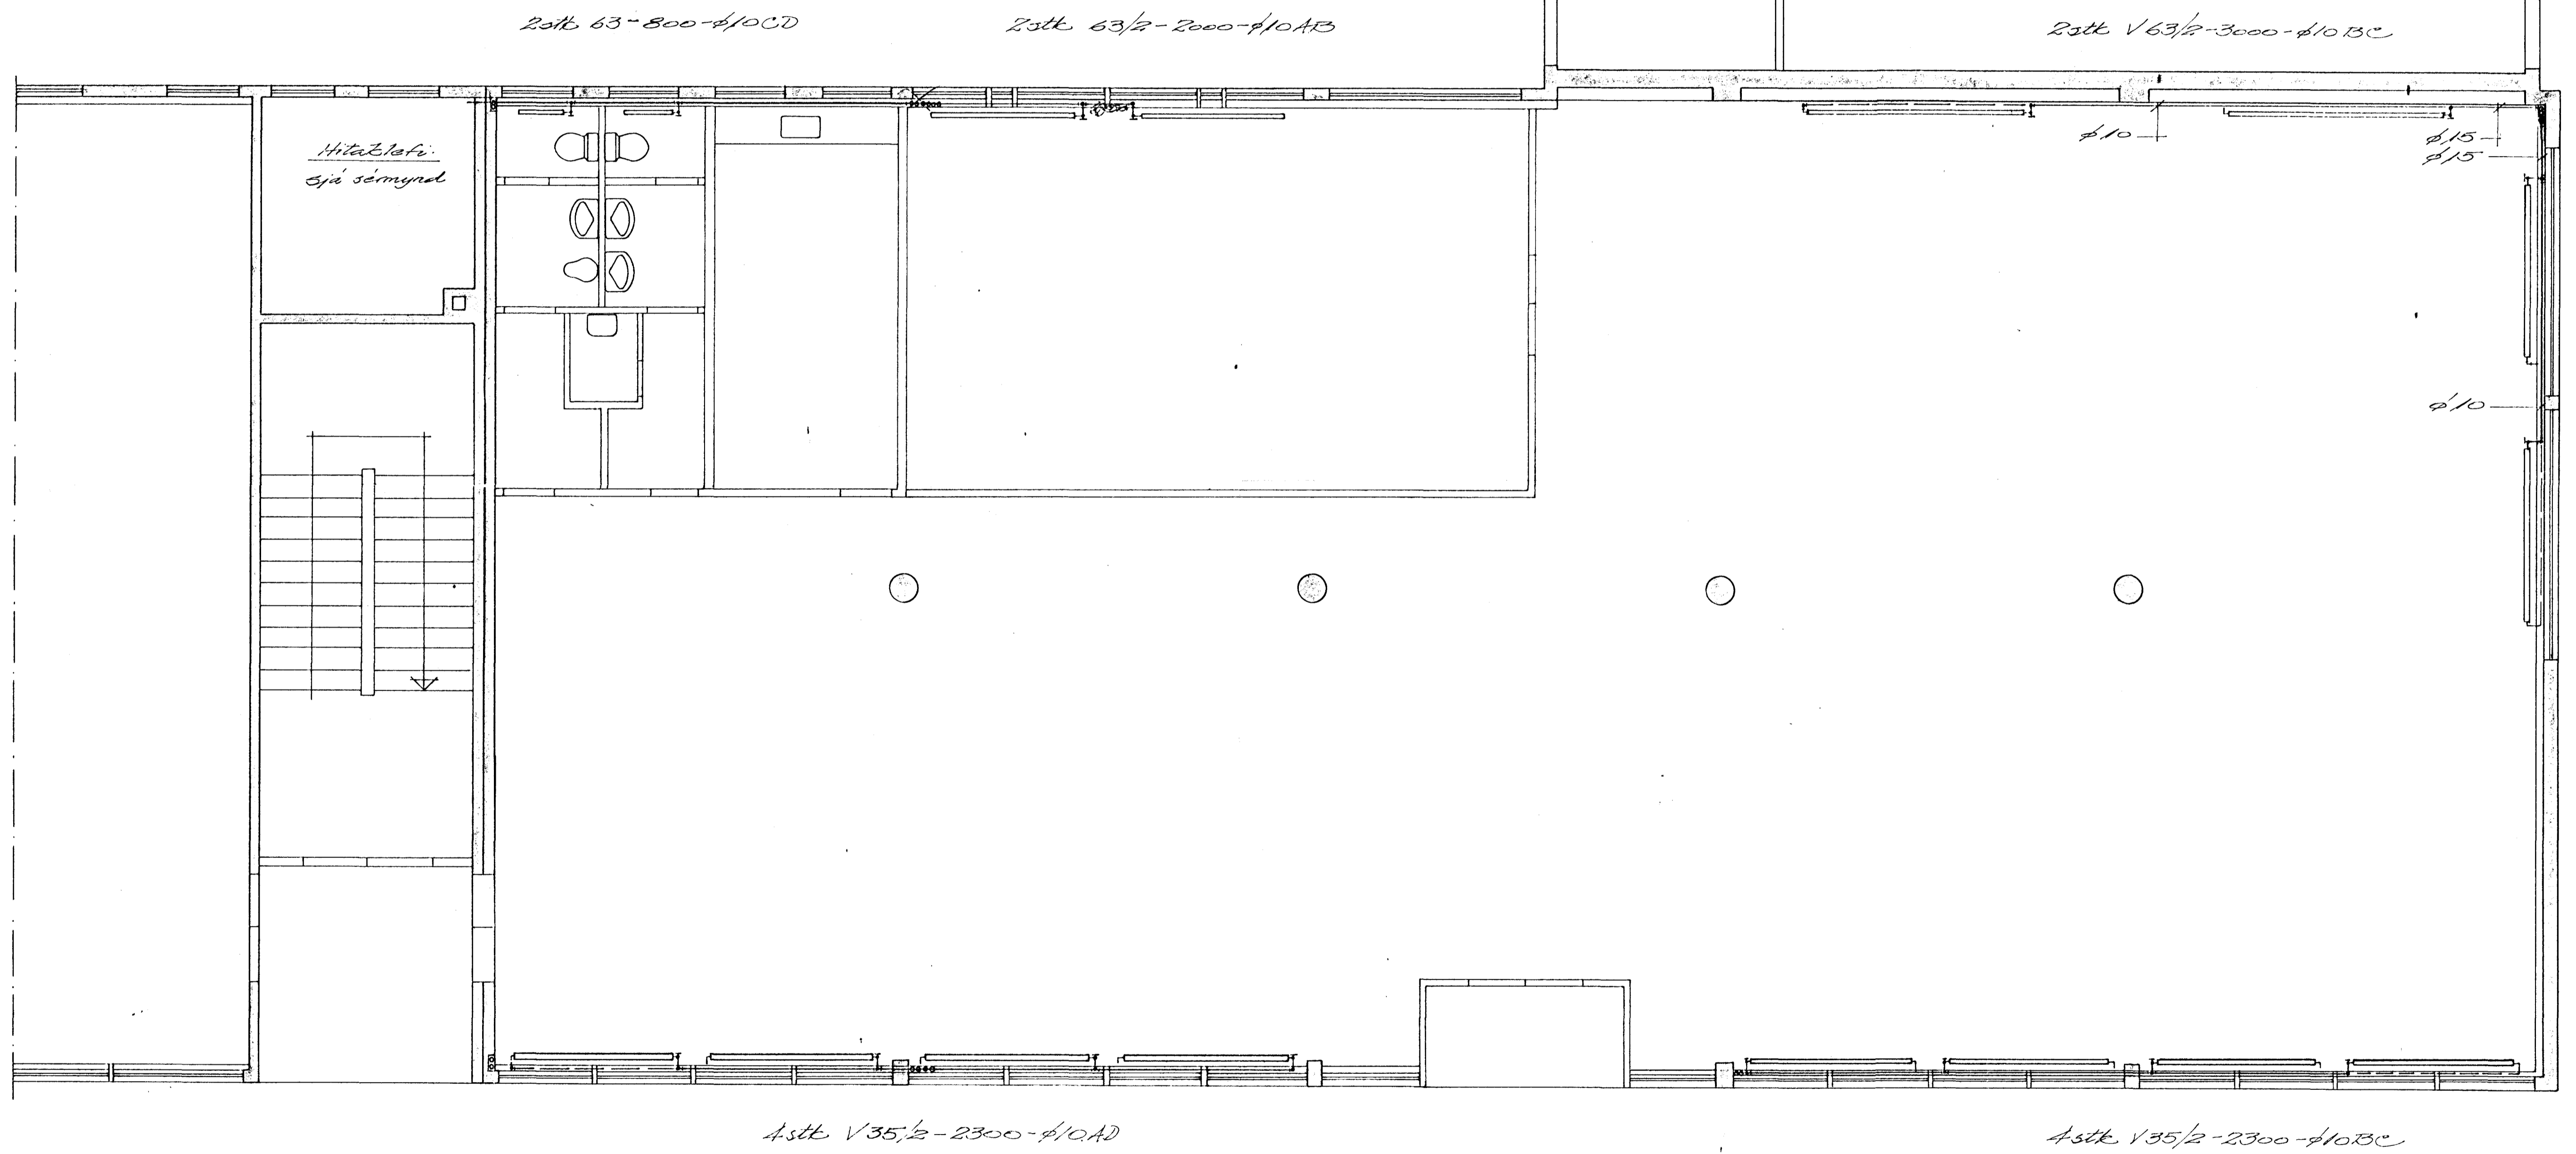 2stk 63-800-ø10CD
2stk 63/2-2000-ø10AB
2stk V63/2-3000-ø10BC
Hitaklefi.
sjá sérmynd
ø10
ø15
ø15
ø10
4stk V35/2-2300-ø10AD
4stk V35/2-2300-ø10BC